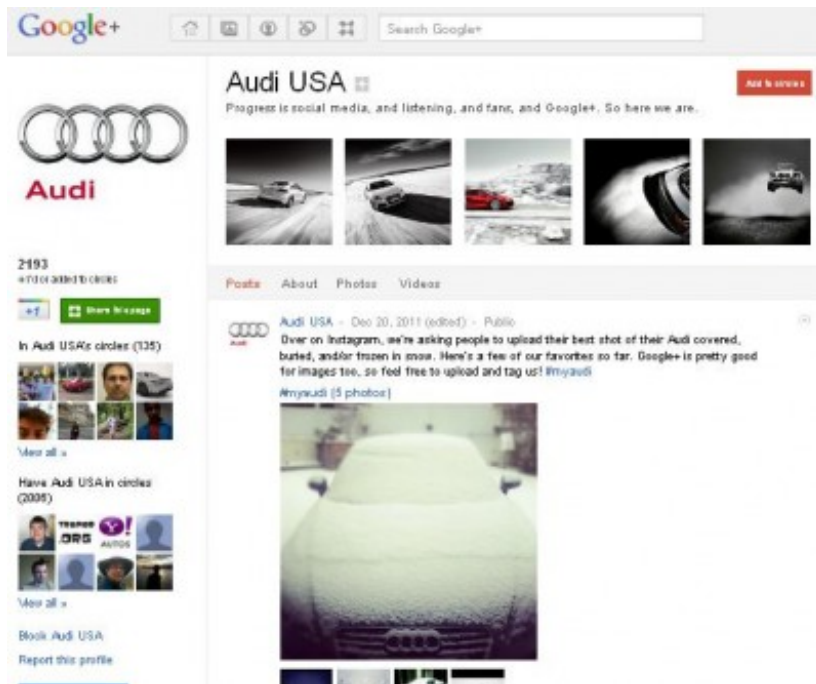 Google+
Search Google+
Audi
2193
+1'd or added to circles
+1
Share this page
In Audi USA's circles (135)
View all »
Have Audi USA in circles
(2006)
TEAMAR
.ORG
Y!
AUTOS
View all »
Block Audi USA
Report this profile
Audi USA
Add to circles
Progress is social media, and listening, and fans, and Google+. So here we are.
Posts About Photos Videos
Audi USA - Dec 20, 2011 (edited) - Public
Over on Instagram, we're asking people to upload their best shot of their Audi covered,
buried, and/or frozen in snow. Here's a few of our favorites so far. Google+ is pretty good
for images too, so feel free to upload and tag us! #myaudi
#myaudi (5 photos)